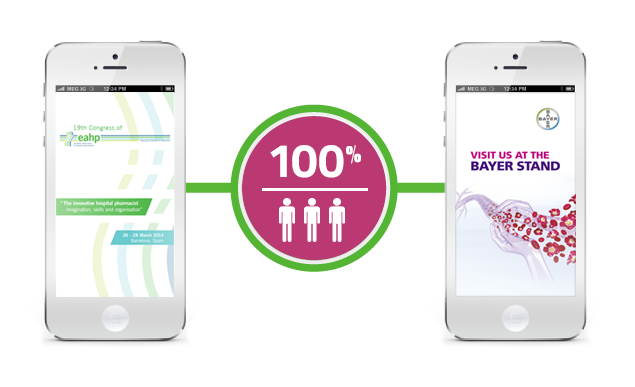 MEG 3G 12:34 PM
19th Congress of
eahp
"The innovative hospital pharmacist
imagination, skills and organisation"
26 - 28 March 2014
Barcelona, Spain
100%
MEG 3G 12:34 PM
BAYER
VISIT US AT THE
BAYER STAND